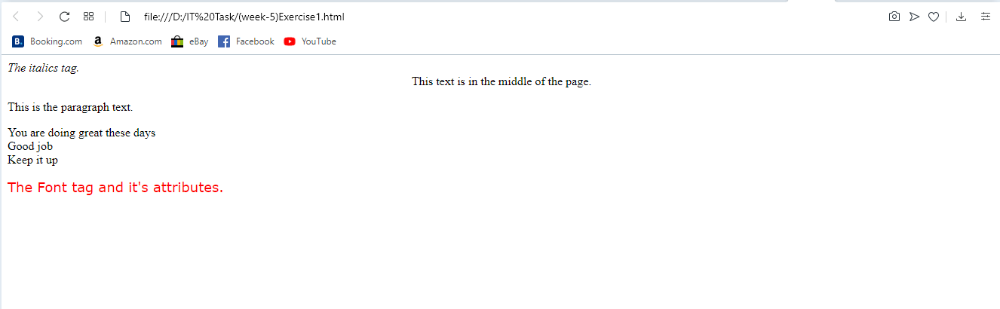 file:///D:/IT%20Task/(week-5)Exercise1.html
B. Booking.com a Amazon.com eBay Facebook YouTube
The italics tag.
This text is in the middle of the page.
This is the paragraph text.
You are doing great these days
Good job
Keep it up
The Font tag and it's attributes.